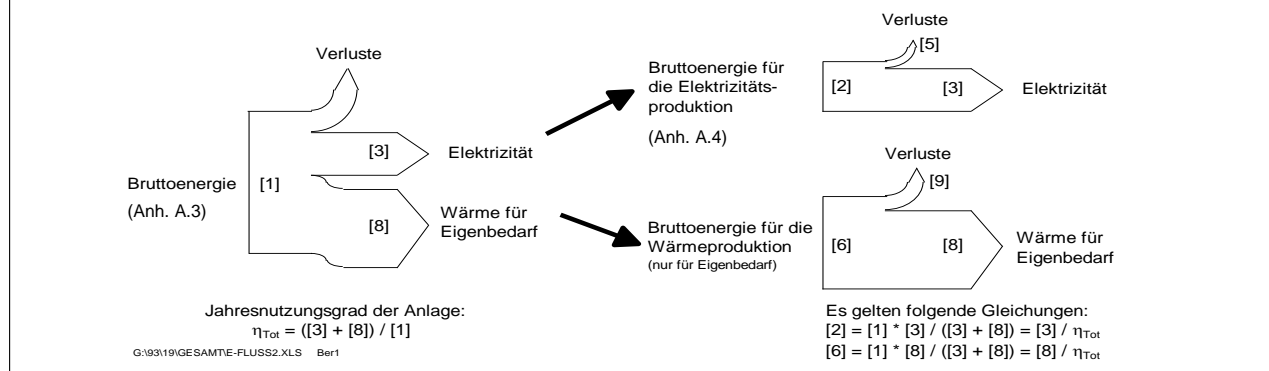 Verluste
[3]
Elektrizität
Bruttoenergie
[1]
(Anh. A.3)
[8]
Wärme für
Eigenbedarf
Bruttoenergie für
die Elektrizitäts-
produktion
(Anh. A.4)
Verluste
[5]
[2]
[3]
Elektrizität
Bruttoenergie für die
Wärmeproduktion
(nur für Eigenbedarf)
Verluste
[9]
[6]
[8]
Wärme für
Eigenbedarf
Jahresnutzungsgrad der Anlage:
ηTot = ([3] + [8]) / [1]
G:\93\19\GESAMT\E-FLUSS2.XLS Ber1
Es gelten folgende Gleichungen:
[2] = [1] * [3] / ([3] + [8]) = [3] / ηTot
[6] = [1] * [8] / ([3] + [8]) = [8] / ηTot